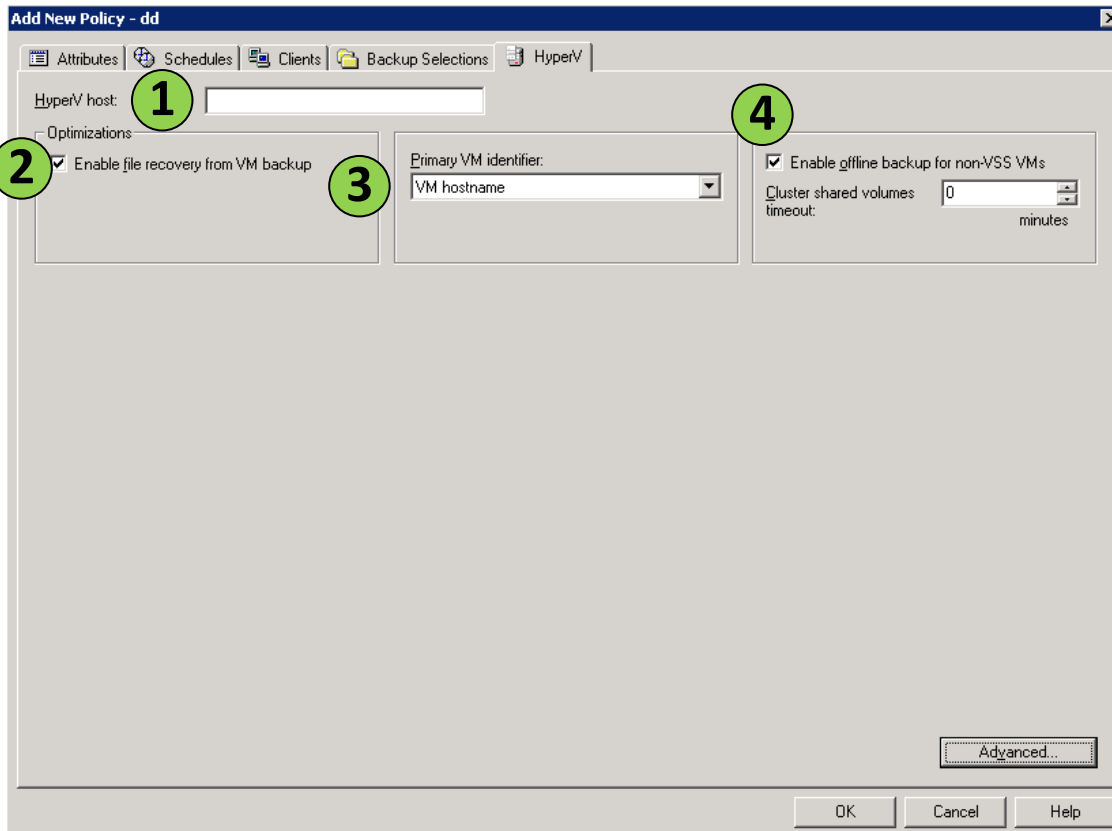 Add New Policy - dd
Attributes Schedules Clients Backup Selections HyperV
HyperV host: 1
4
Optimizations
2 Enable file recovery from VM backup
3 Primary VM identifier:
VM hostname
Enable offline backup for non-VSS VMs
Cluster shared volumes timeout: 0
minutes
Advanced...
OK Cancel Help